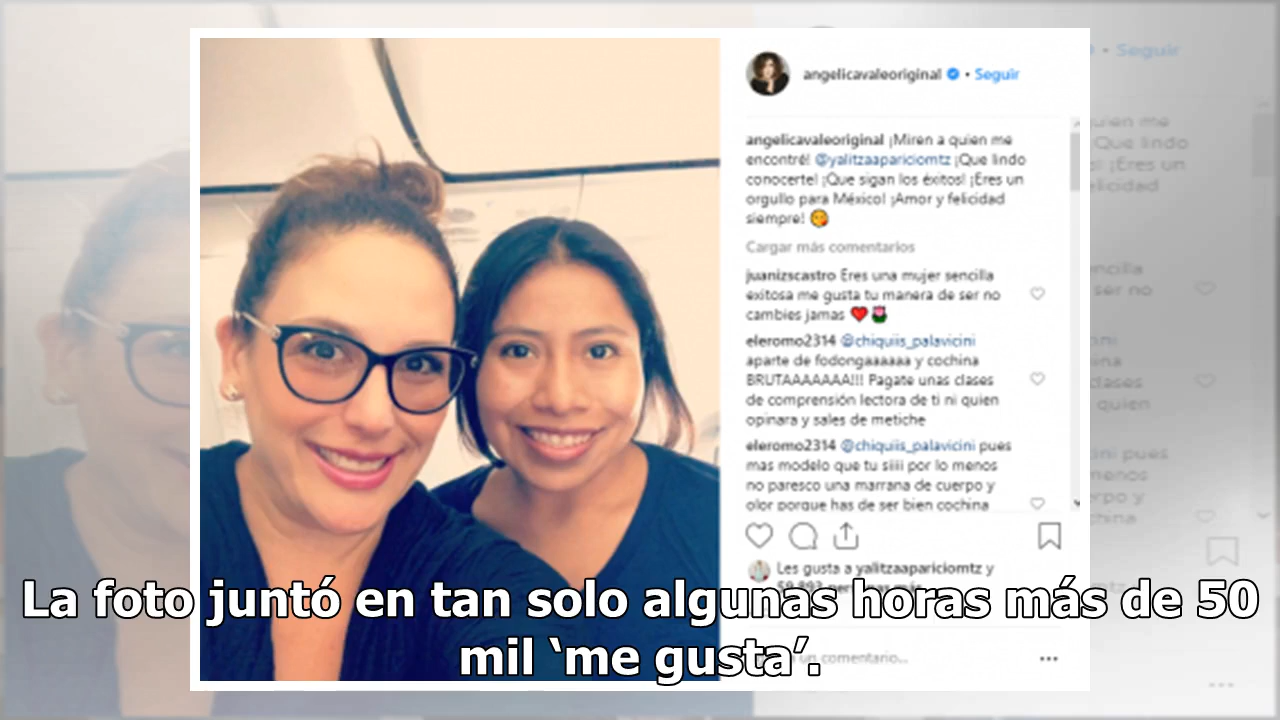 angelicavaleoriginal • Seguir
angelicavaleoriginal ¡Miren a quien me
encontré! @yalitzaapariciomtz ¡Que lindo
conocerte! ¡Que sigan los éxitos! ¡Eres un
orgullo para México! ¡Amor y felicidad
siempre! 😋
Cargar más comentarios
juanizscastro Eres una mujer sencilla
exitosa me gusta tu manera de ser no
cambies jamas ❤️🌷
eleromo2314 @chiquiis_palavicini
aparte de fodongaaaaaa y cochina
BRUTAAAAAAA!!! Pagate unas clases
de comprensión lectora de ti ni quien
opinara y sales de metiche
eleromo2314 @chiquiis_palavicini pues
mas modelo que tu siiii por lo menos
no paresco una marrana de cuerpo y
olor porque has de ser bien cochina
Les gusta a yalitzaapariciomtz y
La foto juntó en tan solo algunas horas más de 50
mil ‘me gusta’.
un comentario...